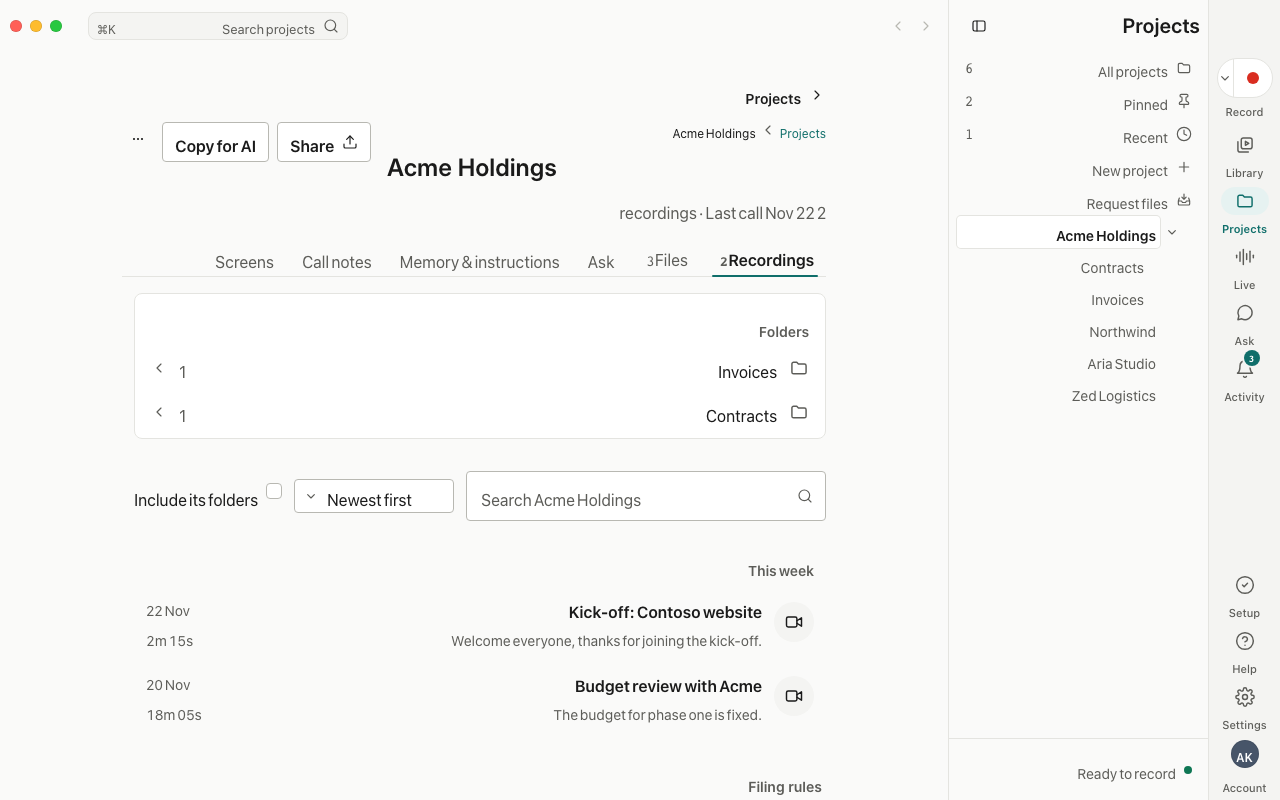 ⌘K
Search projects
Projects
6
All projects
2
Pinned
1
Recent
New project
Request files
Acme Holdings
Contracts
Invoices
Northwind
Aria Studio
Zed Logistics
Ready to record
Record
Library
Projects
Live
Ask
3
Activity
Setup
Help
Settings
AK
Account
Projects
Projects
Acme Holdings
...
Copy for AI
Share
Acme Holdings
recordings · Last call Nov 22 2
2 Recordings
3 Files
Ask
Memory & instructions
Call notes
Screens
Folders
Invoices
1
Contracts
1
Search Acme Holdings
Newest first
Include its folders
This week
Kick-off: Contoso website
22 Nov
Welcome everyone, thanks for joining the kick-off.
2m 15s
Budget review with Acme
20 Nov
The budget for phase one is fixed.
18m 05s
Filing rules